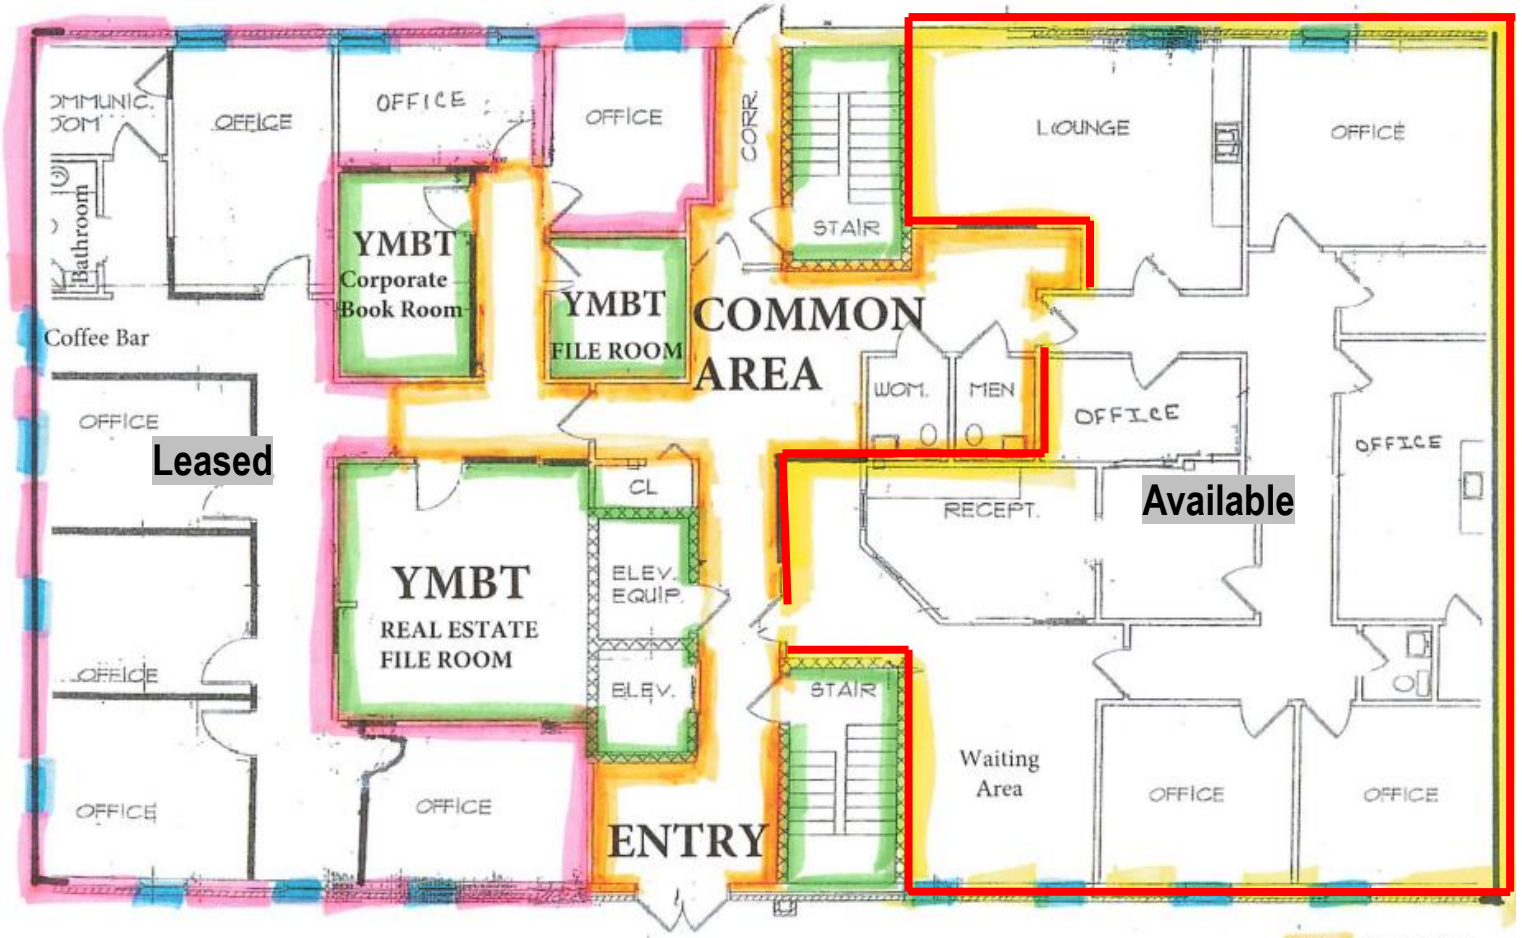 OMMUNIC.
OOM
OFFICE
OFFICE
OFFICE
CORR.
LOUNGE
OFFICE
Bathroom
YMBT
Corporate
Book Room
YMBT
FILE ROOM
STAIR
COMMON
AREA
Coffee Bar
OFFICE
Leased
WOM.
MEN
OFFICE
OFFICE
CL
RECEPT.
Available
YMBT
REAL ESTATE
FILE ROOM
ELEV.
EQUIP.
OFFICE
ELEV.
STAIR
Waiting
Area
OFFICE
OFFICE
ENTRY
OFFICE
OFFICE